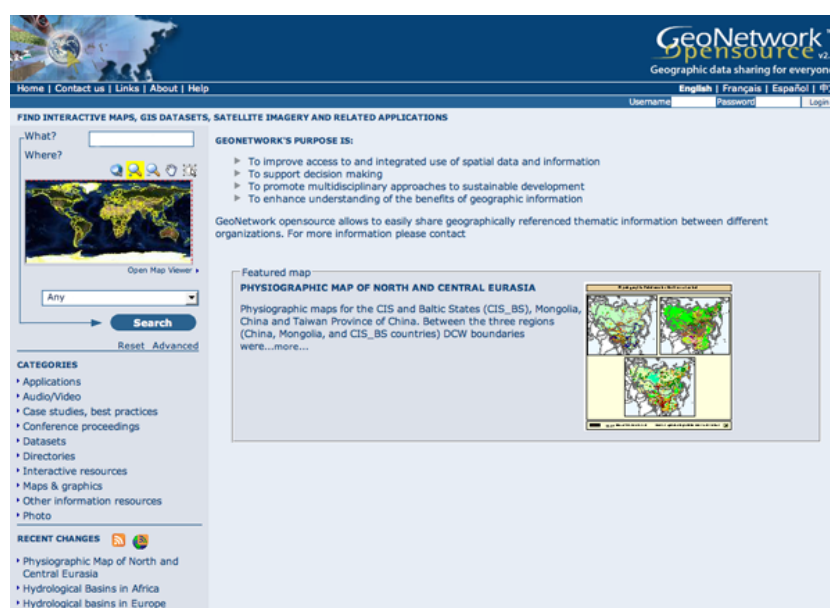 GeoNetwork
Opensource v2.
Geographic data sharing for everyone
Home | Contact us | Links | About | Help
English | Français | Español | 中
Username Password Login
FIND INTERACTIVE MAPS, GIS DATASETS, SATELLITE IMAGERY AND RELATED APPLICATIONS
What?
Where?
Open Map Viewer
Any
Search
Reset Advanced
CATEGORIES
Applications
Audio/Video
Case studies, best practices
Conference proceedings
Datasets
Directories
Interactive resources
Maps & graphics
Other information resources
Photo
RECENT CHANGES
Physiographic Map of North and
Central Eurasia
Hydrological Basins in Africa
Hydrological basins in Europe
GEONETWORK'S PURPOSE IS:
To improve access to and integrated use of spatial data and information
To support decision making
To promote multidisciplinary approaches to sustainable development
To enhance understanding of the benefits of geographic information
GeoNetwork opensource allows to easily share geographically referenced thematic information between different
organizations. For more information please contact
Featured map
PHYSIOGRAPHIC MAP OF NORTH AND CENTRAL EURASIA
Physiographic maps for the CIS and Baltic States (CIS_BS), Mongolia,
China and Taiwan Province of China. Between the three regions
(China, Mongolia, and CIS_BS countries) DCW boundaries
were...more...